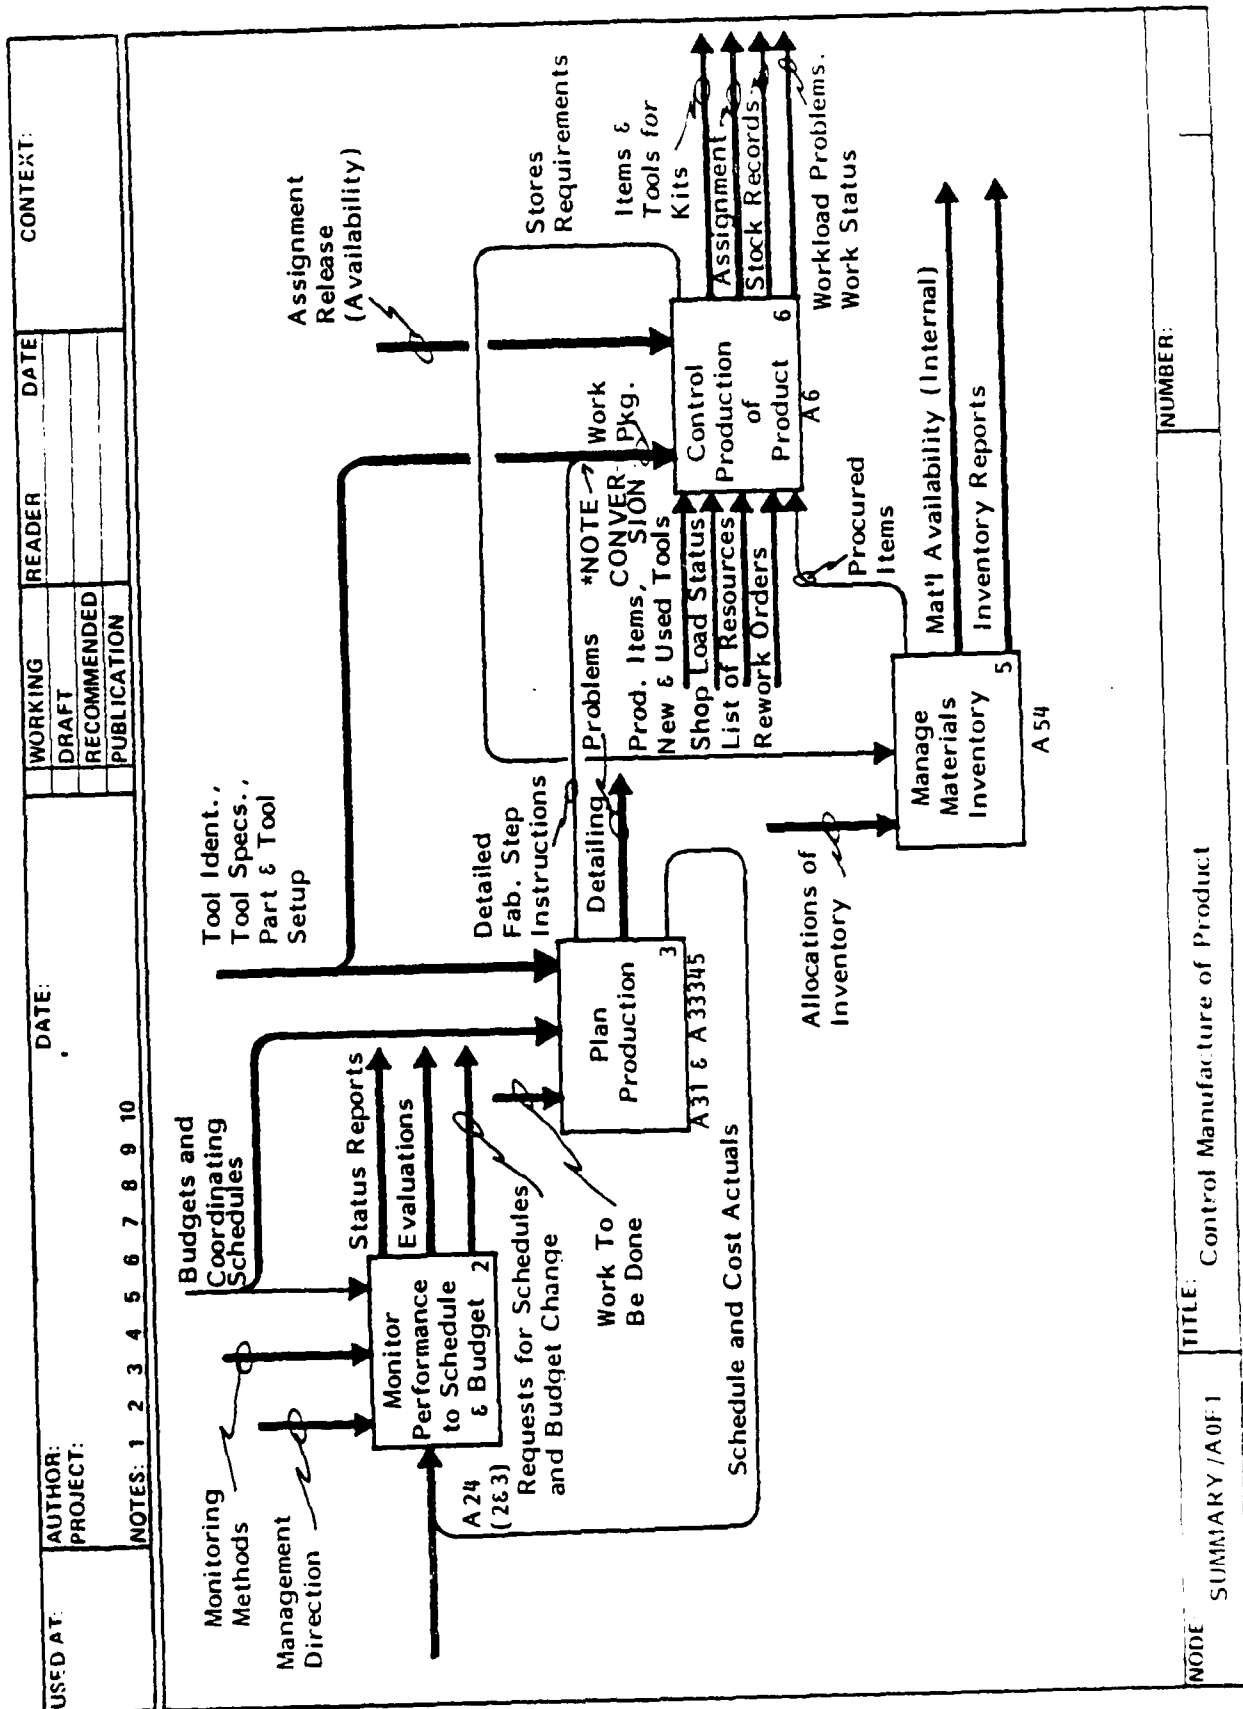 USED AT:
AUTHOR:
PROJECT:
NOTES: 1 2 3 4 5 6 7 8 9 10
DATE:
WORKING
DRAFT
RECOMMENDED
PUBLICATION
READER
DATE
CONTEXT:
Monitoring
Methods
Management
Direction
Budgets and
Coordinating
Schedules
Tool Ident.,
Tool Specs.,
Part & Tool
Setup
Assignment
Release
(Availability)
Status Reports
Evaluations
Monitor
Performance
to Schedule
& Budget
2
A24
(2&3)
Requests for Schedules
and Budget Change
Work To
Be Done
Detailed
Fab. Step
Instructions
Detailing
Problems
Plan
Production
3
A31 & A33345
Schedule and Cost Actuals
Stores
Requirements
*NOTE
Work
Pkg.
CONVER-
SION
Prod. Items,
New & Used Tools
Shop Load Status
List of Resources
Rework Orders
Control
Production
of
Product
6
A6
Items &
Tools for
Kits
Assignment
Stock Records
Workload Problems.
Work Status
Procured
Items
Allocations of
Inventory
Manage
Materials
Inventory
5
A54
Mat'l Availability (Internal)
Inventory Reports
NODE
SUMMARY/A0F1
TITLE:
Control Manufacture of Product
NUMBER: